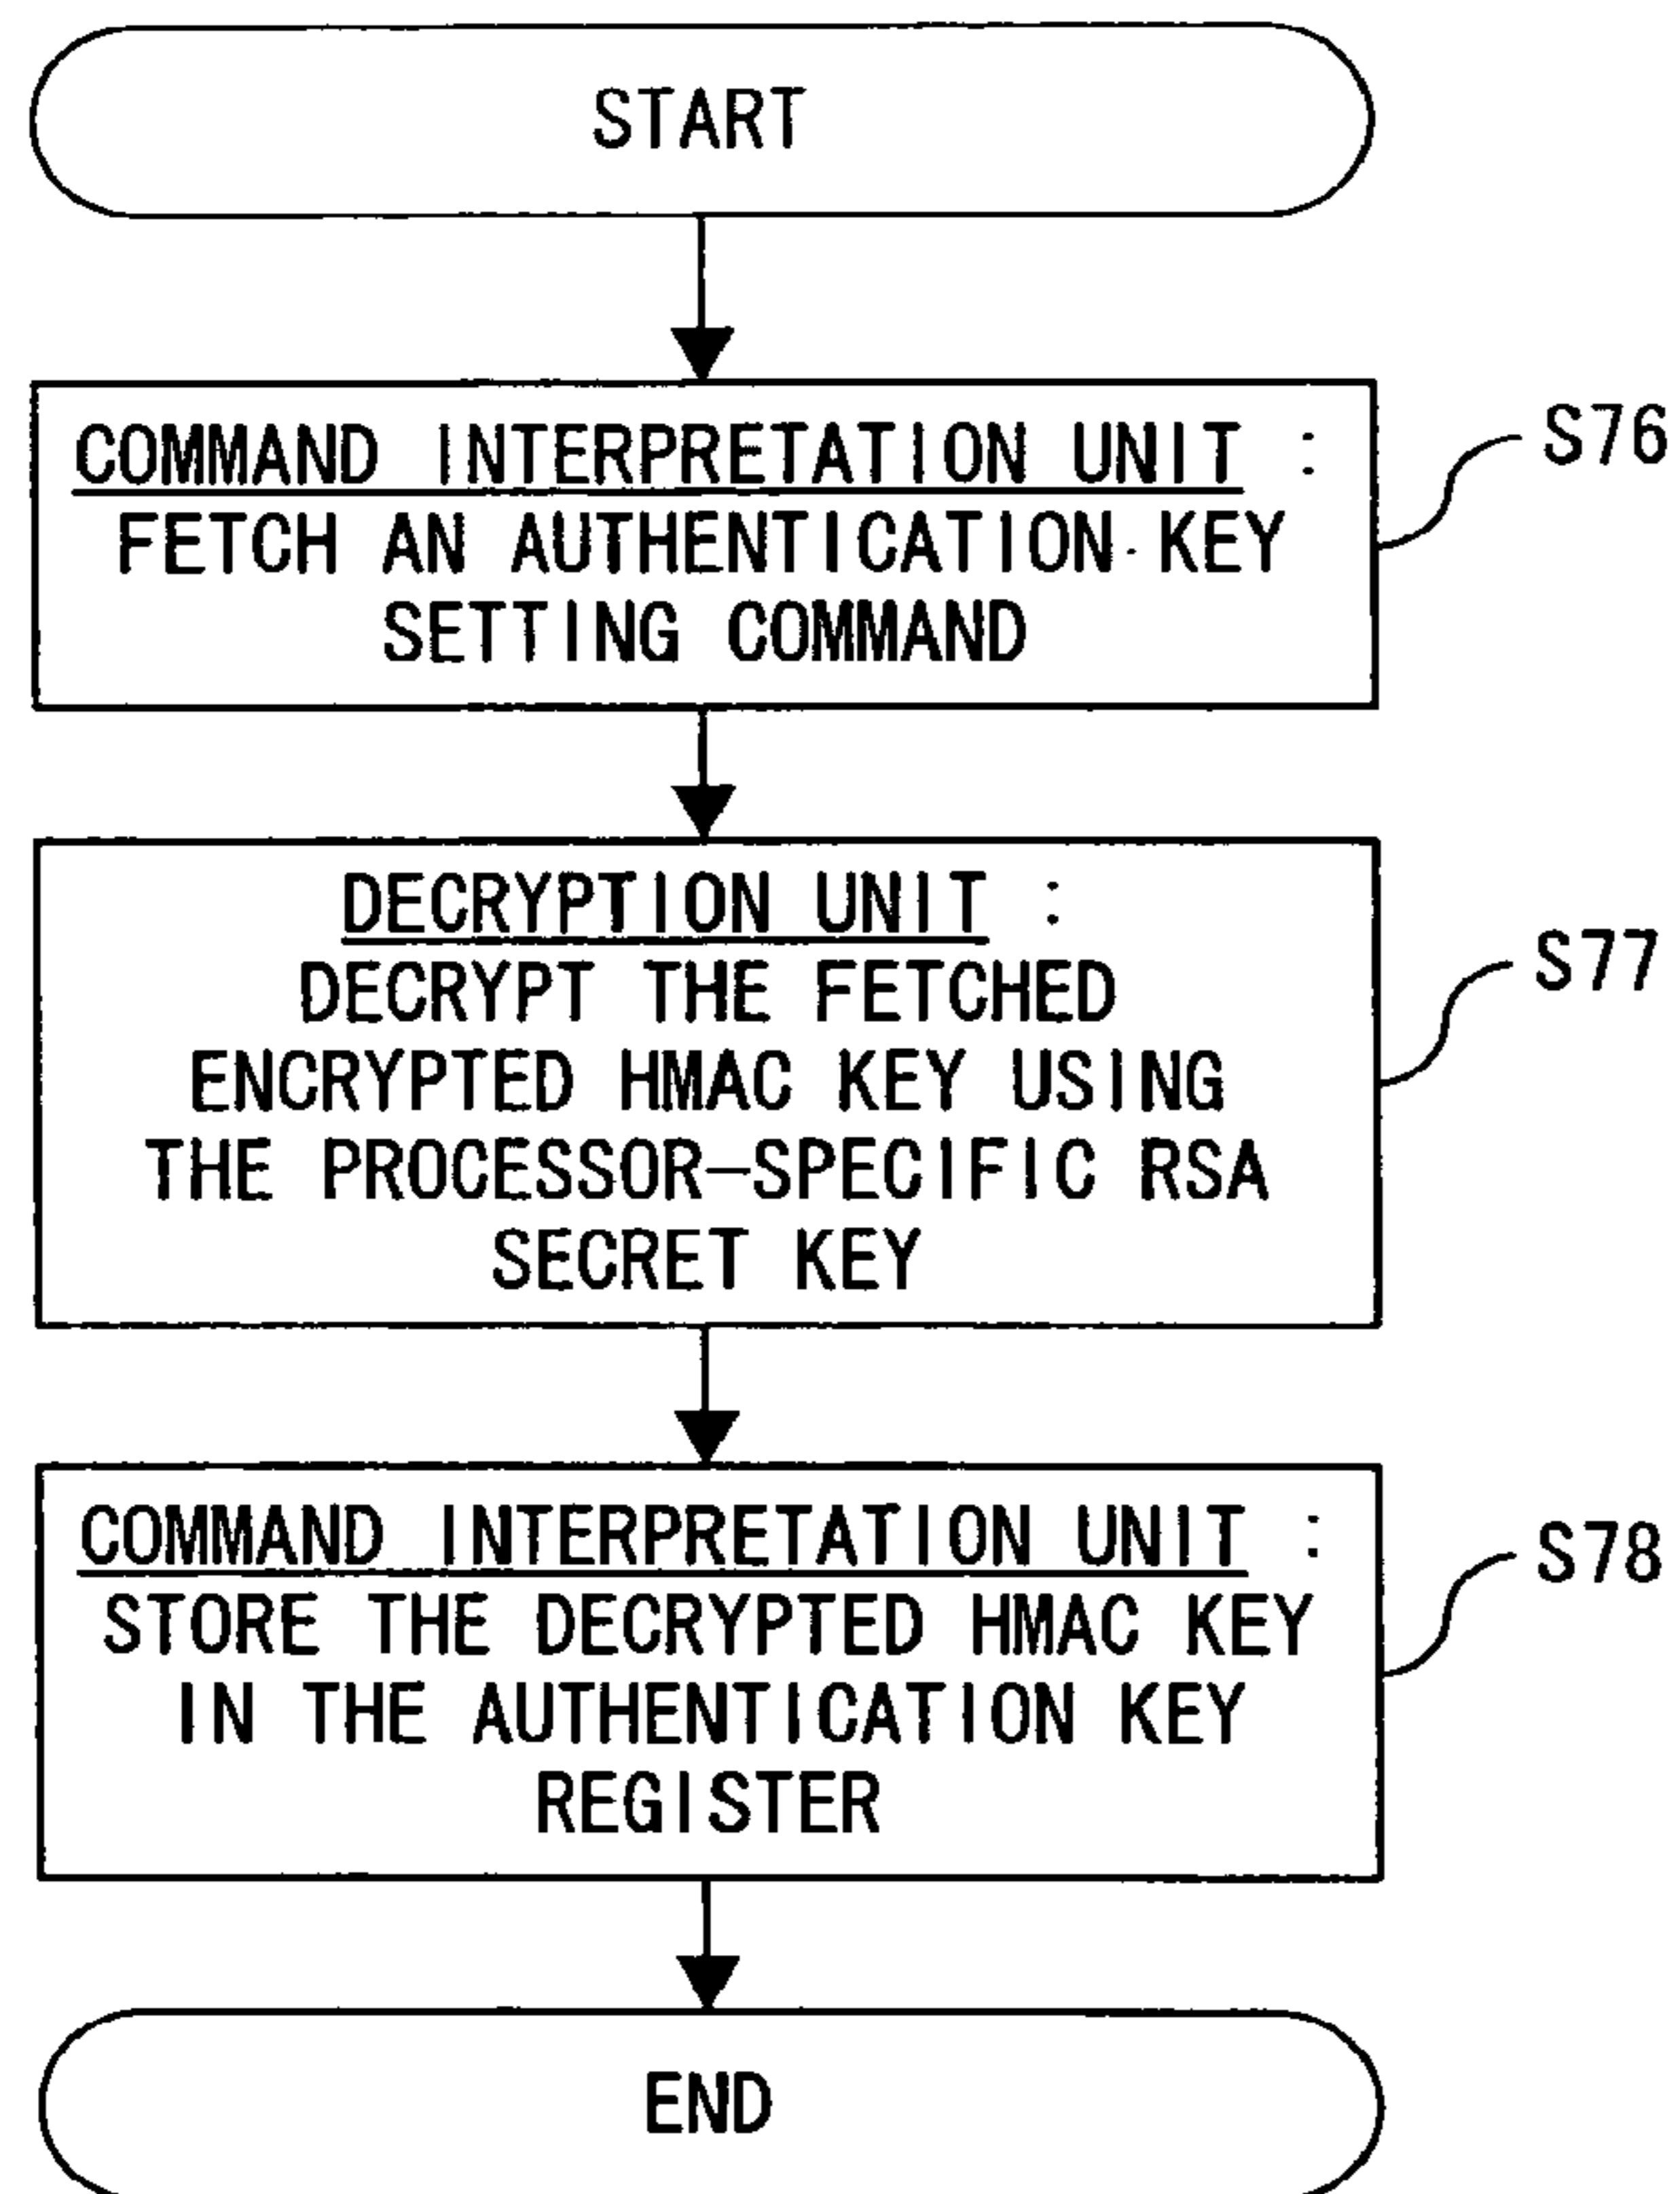 START
COMMAND INTERPRETATION UNIT :
FETCH AN AUTHENTICATION KEY
SETTING COMMAND
S76
DECRYPTION UNIT :
DECRYPT THE FETCHED
ENCRYPTED HMAC KEY USING
THE PROCESSOR-SPECIFIC RSA
SECRET KEY
S77
COMMAND INTERPRETATION UNIT :
STORE THE DECRYPTED HMAC KEY
IN THE AUTHENTICATION KEY
REGISTER
S78
END